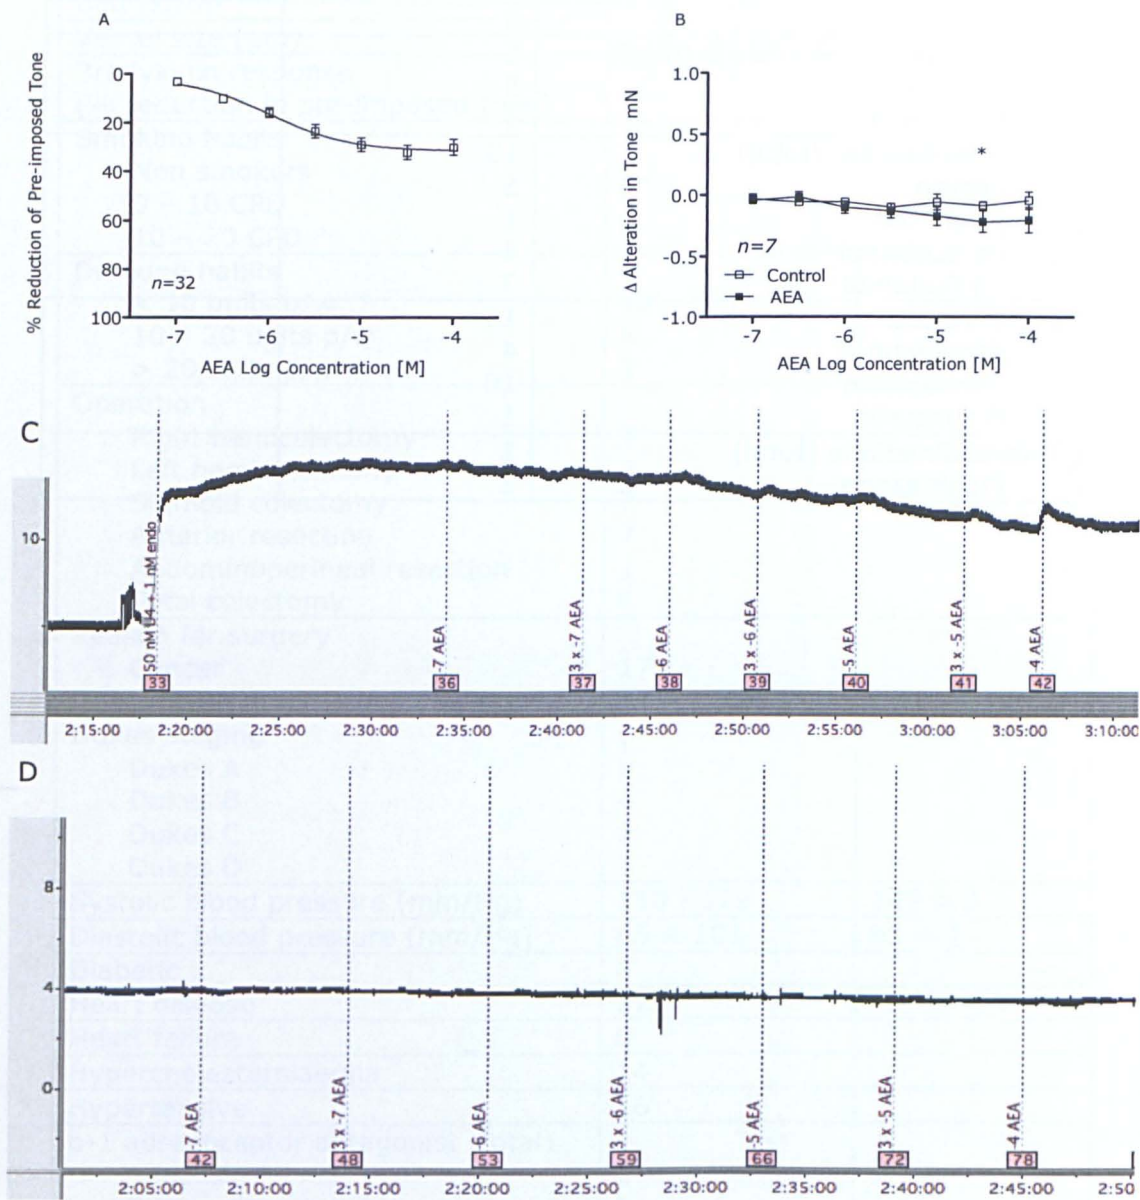 A
% Reduction of Pre-imposed Tone
0
20
40
60
80
100
n=32
-7
-6
-5
-4
AEA Log Concentration [M]
B
Δ Alteration in Tone mN
1.0
0.5
0.0
-0.5
-1.0
*
n=7
Control
AEA
-7
-6
-5
-4
AEA Log Concentration [M]
C
10
-7 AEA
3 x -7 AEA
-6 AEA
3 x -6 AEA
-5 AEA
3 x -5 AEA
-4 AEA
33
36
37
38
39
40
41
42
2:15:00
2:20:00
2:25:00
2:30:00
2:35:00
2:40:00
2:45:00
2:50:00
2:55:00
3:00:00
3:05:00
3:10:00
D
8
4
0
-7 AEA
3 x -7 AEA
-6 AEA
3 x -6 AEA
-5 AEA
3 x -5 AEA
-4 AEA
42
48
53
59
66
72
78
2:05:00
2:10:00
2:15:00
2:20:00
2:25:00
2:30:00
2:35:00
2:40:00
2:45:00
2:50